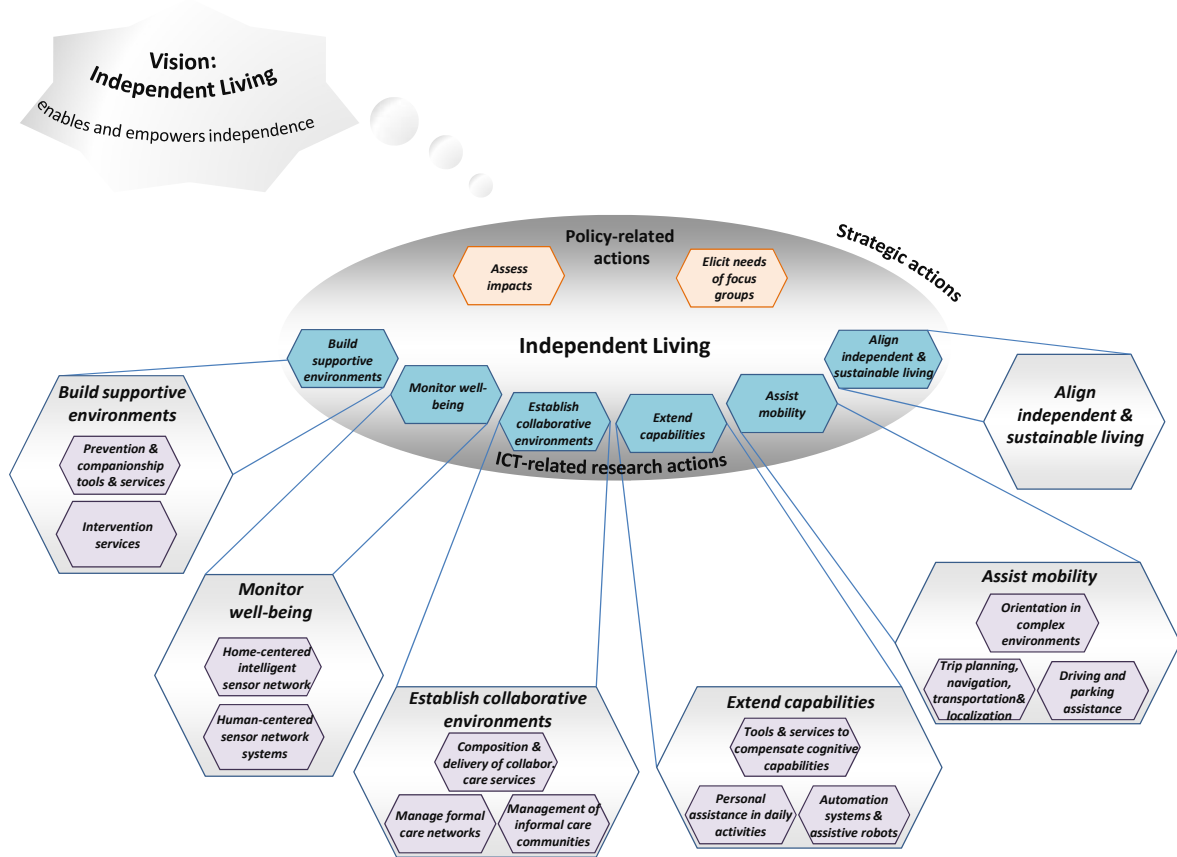 Vision:
Independent Living
enables and empowers independence
Policy-related
actions
Strategic actions
Assess
impacts
Elicit needs
of focus
groups
Independent Living
Build
supportive
environments
Monitor well-
being
Establish
collaborative
environments
Extend
capabilities
Assist
mobility
Align
independent &
sustainable living
ICT-related research actions
Build supportive
environments
Prevention &
companionship
tools & services
Intervention
services
Monitor
well-being
Home-centered
intelligent
sensor network
Human-centered
sensor network
systems
Establish collaborative
environments
Composition &
delivery of collabor.
care services
Manage formal
care networks
Management of
informal care
communities
Extend capabilities
Tools & services to
compensate cognitive
capabilities
Personal
assistance in daily
activities
Automation
systems &
assistive robots
Assist mobility
Orientation in
complex
environments
Trip planning,
navigation,
transportation&
localization
Driving and
parking
assistance
Align
independent &
sustainable living